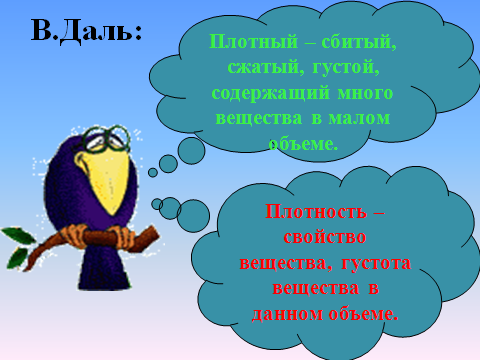 В.Даль:
Плотный – сбитый,
сжатый, густой,
содержащий много
вещества в малом
объеме.
Плотность –
свойство
вещества, густота
вещества в
данном объеме.